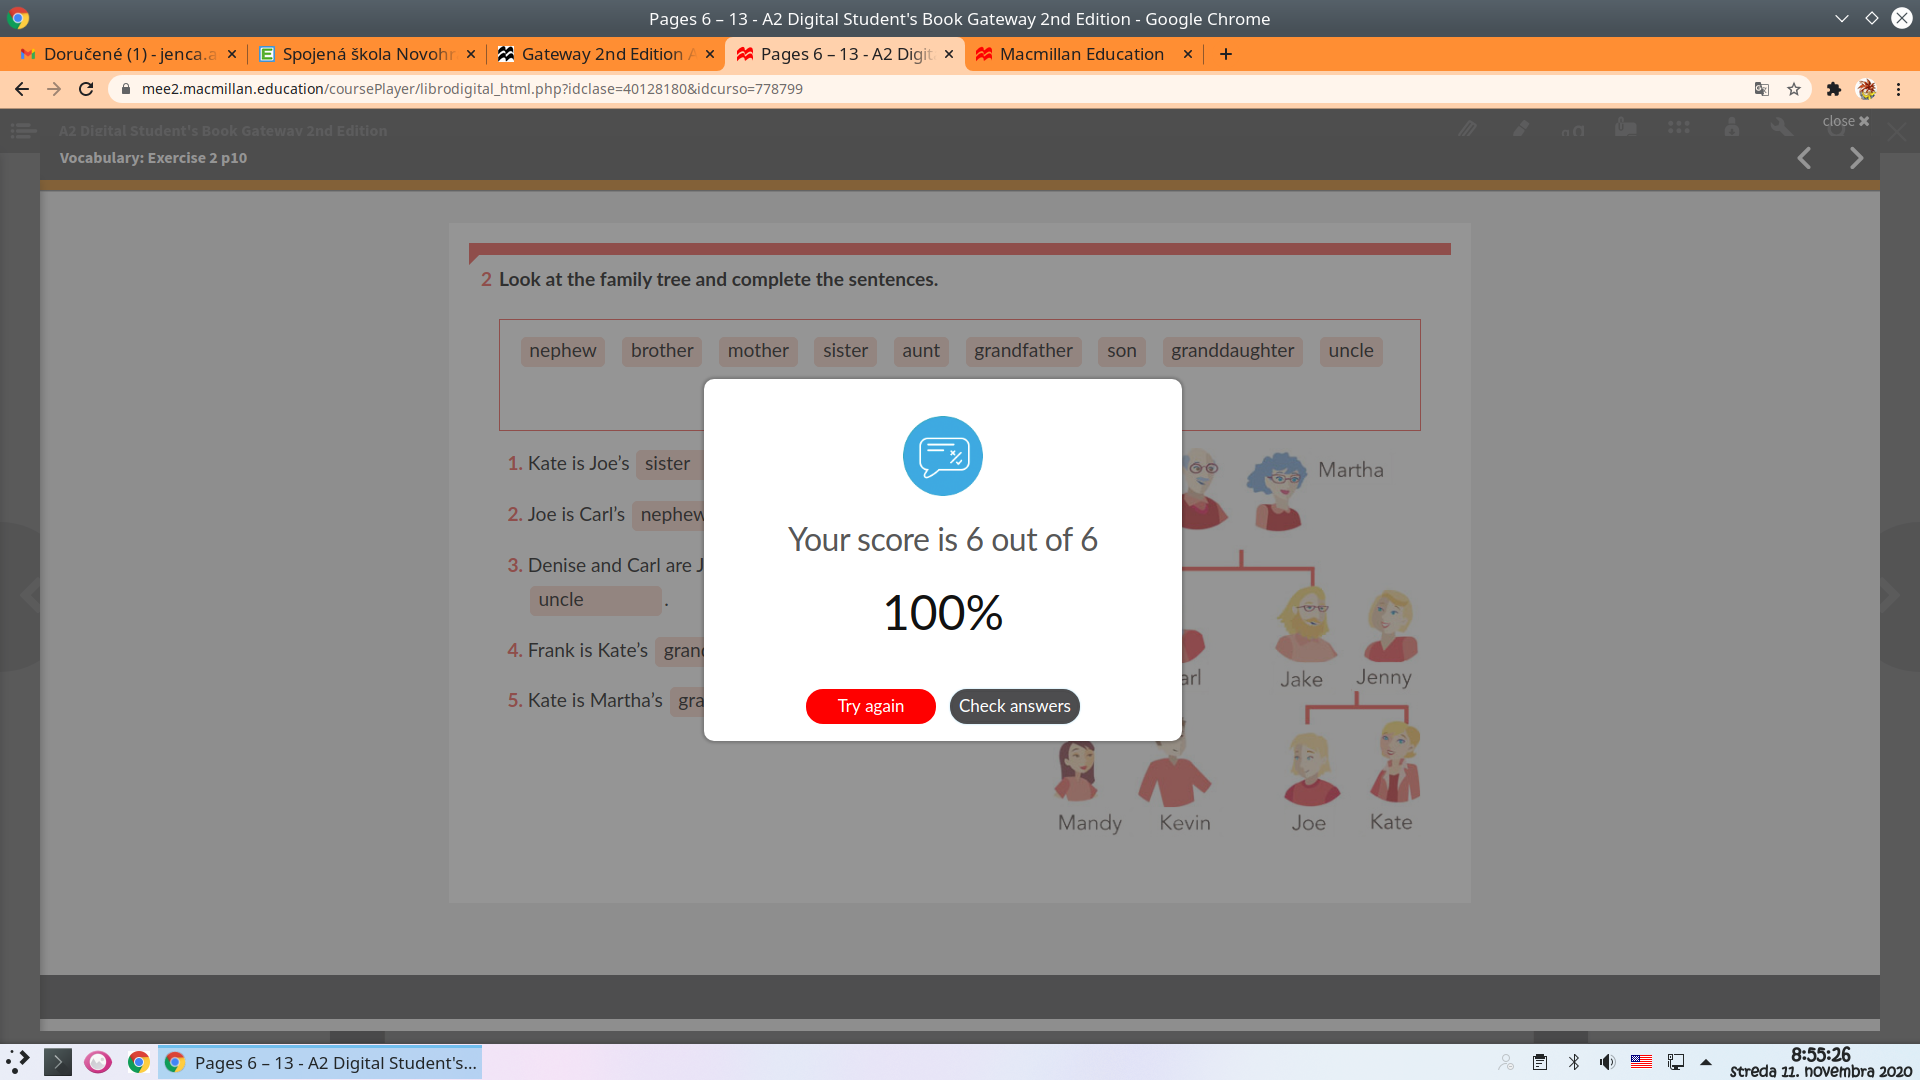 Pages 6 – 13 - A2 Digital Student's Book Gateway 2nd Edition - Google Chrome
Doručené (1) - jenca.a
Spojená škola Novohr
Gateway 2nd Edition A
Pages 6 – 13 - A2 Digit
Macmillan Education
mee2.macmillan.education/coursePlayer/librodigital_html.php?idclase=40128180&idcurso=778799
A2 Digital Student's Book Gateway 2nd Edition
close
Vocabulary: Exercise 2 p10
2 Look at the family tree and complete the sentences.
nephew brother mother sister aunt grandfather son granddaughter uncle
1. Kate is Joe's sister
2. Joe is Carl's nephew
3. Denise and Carl are J
uncle .
4. Frank is Kate's grand
5. Kate is Martha's gra
Your score is 6 out of 6
100%
Try again Check answers
Martha
arl
Jake
Jenny
Mandy
Kevin
Joe
Kate
Pages 6 – 13 - A2 Digital Student's...
8:55:26
streda 11. novembra 2020